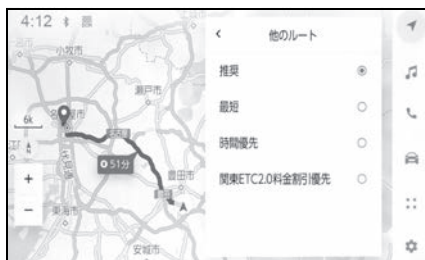 4:12
小牧市
瀬戸市
6k
51分
豊田市
東海市
安城市
+
−
他のルート
推奨
最短
時間優先
関東ETC2.0料金割引優先